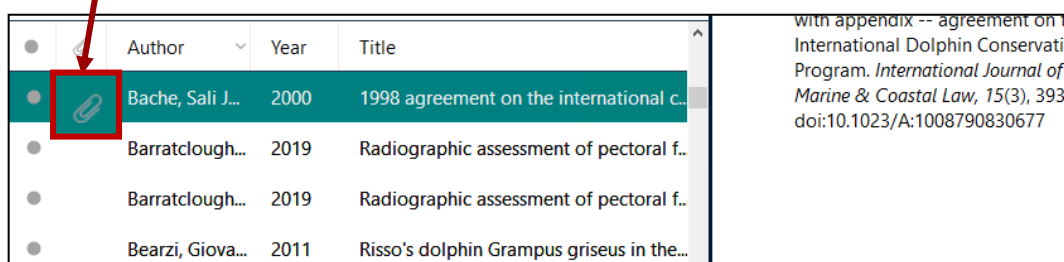 Author Year Title
Bache, Sali J... 2000 1998 agreement on the international c..
Barratclough... 2019 Radiographic assessment of pectoral f..
Barratclough... 2019 Radiographic assessment of pectoral f..
Bearzi, Giova... 2011 Risso's dolphin Grampus griseus in the...
with appendix -- agreement on
International Dolphin Conservati
Program. International Journal of
Marine & Coastal Law, 15(3), 393
doi:10.1023/A:1008790830677